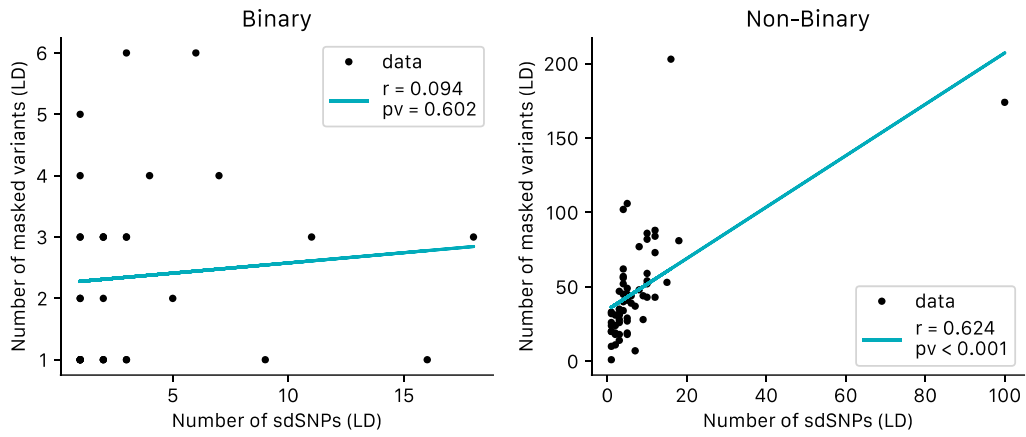 Binary
Number of masked variants (LD)
6
5
4
3
2
1
data
r = 0.094
pv = 0.602
5
10
15
Number of sdSNPs (LD)
Non-Binary
Number of masked variants (LD)
200
150
100
50
0
data
r = 0.624
pv < 0.001
0
20
40
60
80
100
Number of sdSNPs (LD)